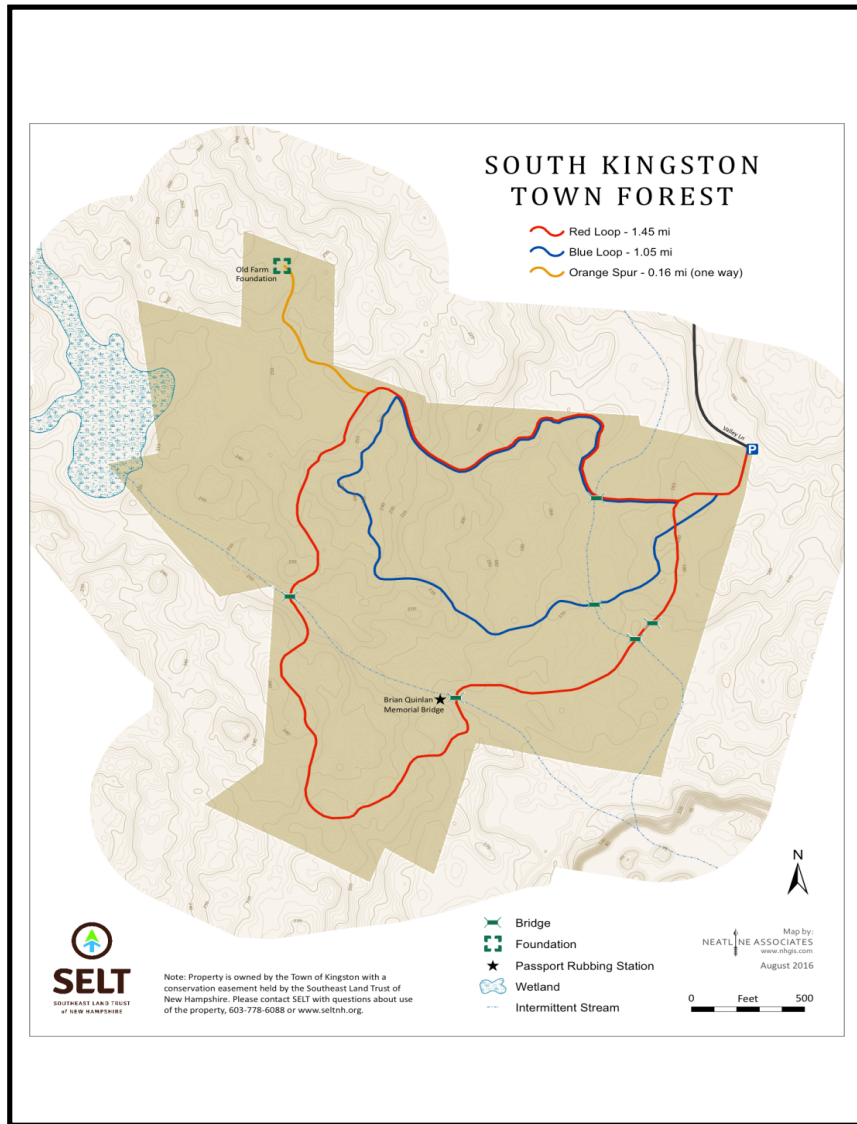 SOUTH KINGSTON
TOWN FOREST
Red Loop - 1.45 mi
Blue Loop - 1.05 mi
Orange Spur - 0.16 mi (one way)
Old Farm
Foundation
Valley Ln
P
Brian Quinlan
Memorial Bridge
N
Bridge
Foundation
Passport Rubbing Station
Wetland
Intermittent Stream
Map by:
NEATLINE ASSOCIATES
www.nhgis.com
August 2016
0 Feet 500
SELT
SOUTHEAST LAND TRUST
of NEW HAMPSHIRE
Note: Property is owned by the Town of Kingston with a
conservation easement held by the Southeast Land Trust of
New Hampshire. Please contact SELT with questions about use
of the property, 603-778-6088 or www.seltnh.org.